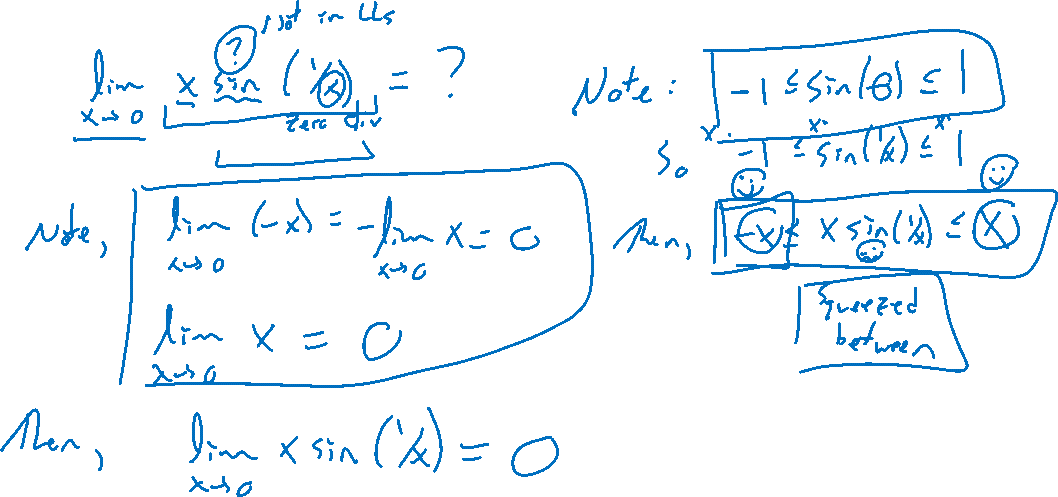 ? Not in LLs
lim x→0 x sin (1/x) = ?
zero div
Note: -1 ≤ sin(θ) ≤ 1
x· x· x·
So -1 ≤ sin(1/x) ≤ 1
Note, lim x→0 (-x) = -lim x→0 x = 0
lim x→0 x = 0
Then, -x ≤ x sin(1/x) ≤ x
squeezed
between
Then, lim x→0 x sin (1/x) = 0